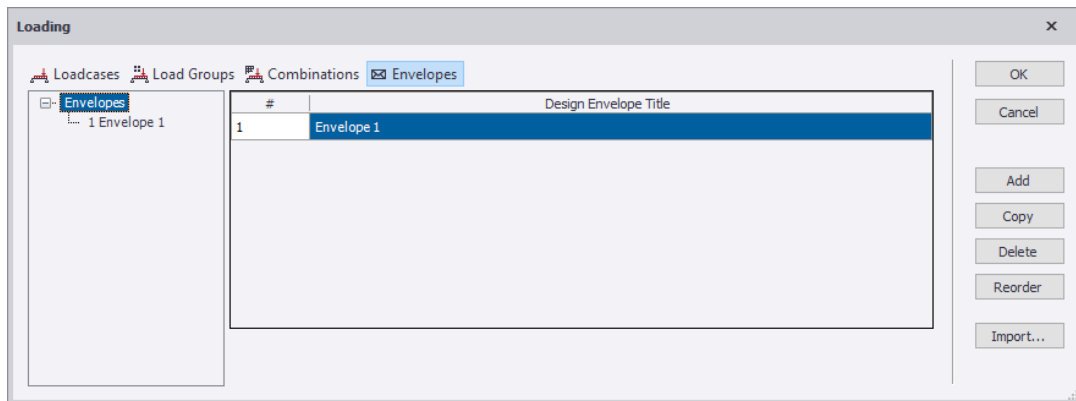 Loading
Loadcases Load Groups Combinations Envelopes
Envelopes
1 Envelope 1
# Design Envelope Title
1 Envelope 1
OK
Cancel
Add
Copy
Delete
Reorder
Import...